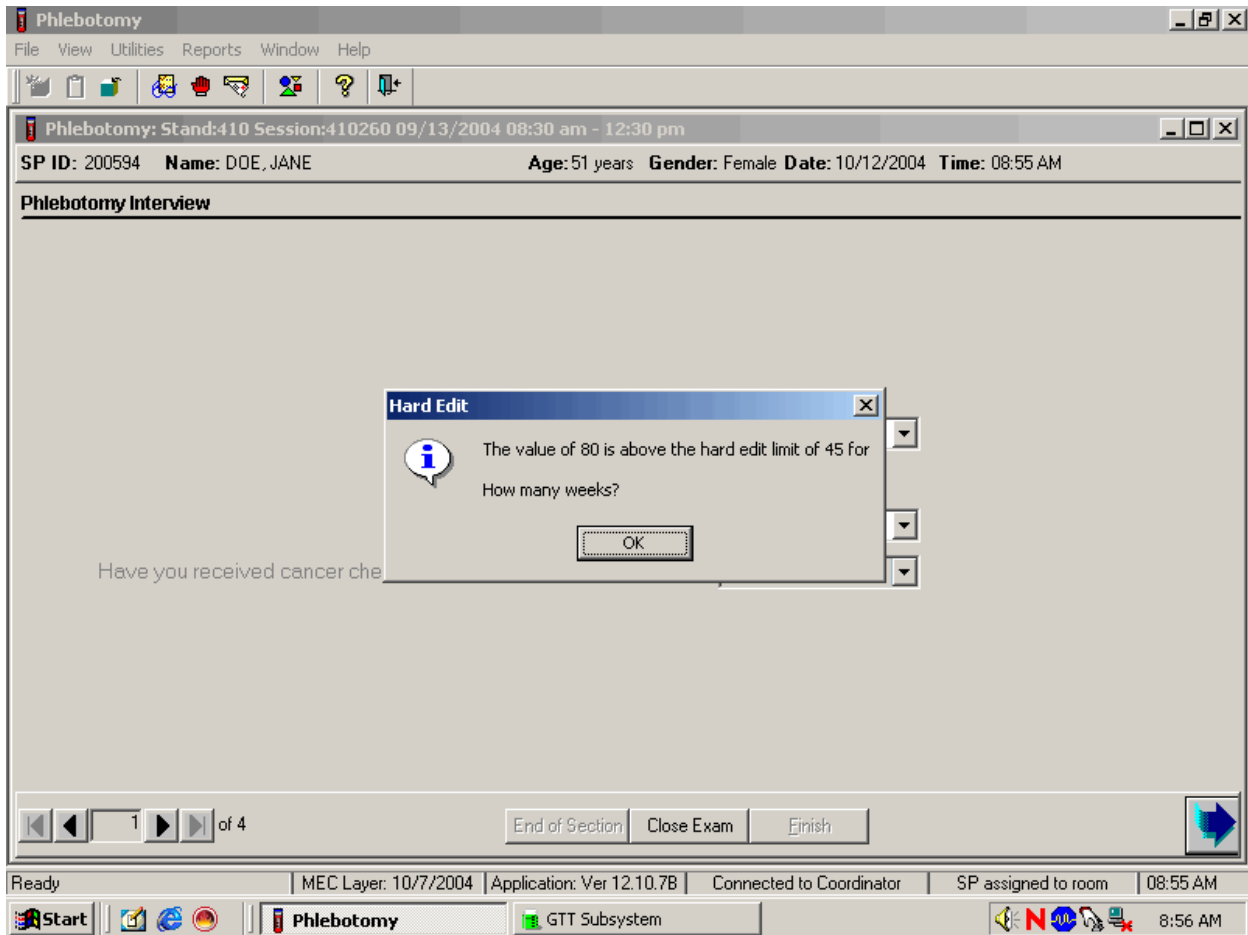 Phlebotomy
File View Utilities Reports Window Help
Phlebotomy: Stand:410 Session:410260 09/13/2004 08:30 am - 12:30 pm
SP ID: 200594 Name: DOE, JANE Age: 51 years Gender: Female Date: 10/12/2004 Time: 08:55 AM
Phlebotomy Interview
Hard Edit
The value of 80 is above the hard edit limit of 45 for
How many weeks?
OK
Have you received cancer che
1 of 4 End of Section Close Exam Finish
Ready MEC Layer: 10/7/2004 Application: Ver 12.10.7B Connected to Coordinator SP assigned to room 08:55 AM
Start Phlebotomy GTT Subsystem N 8:56 AM